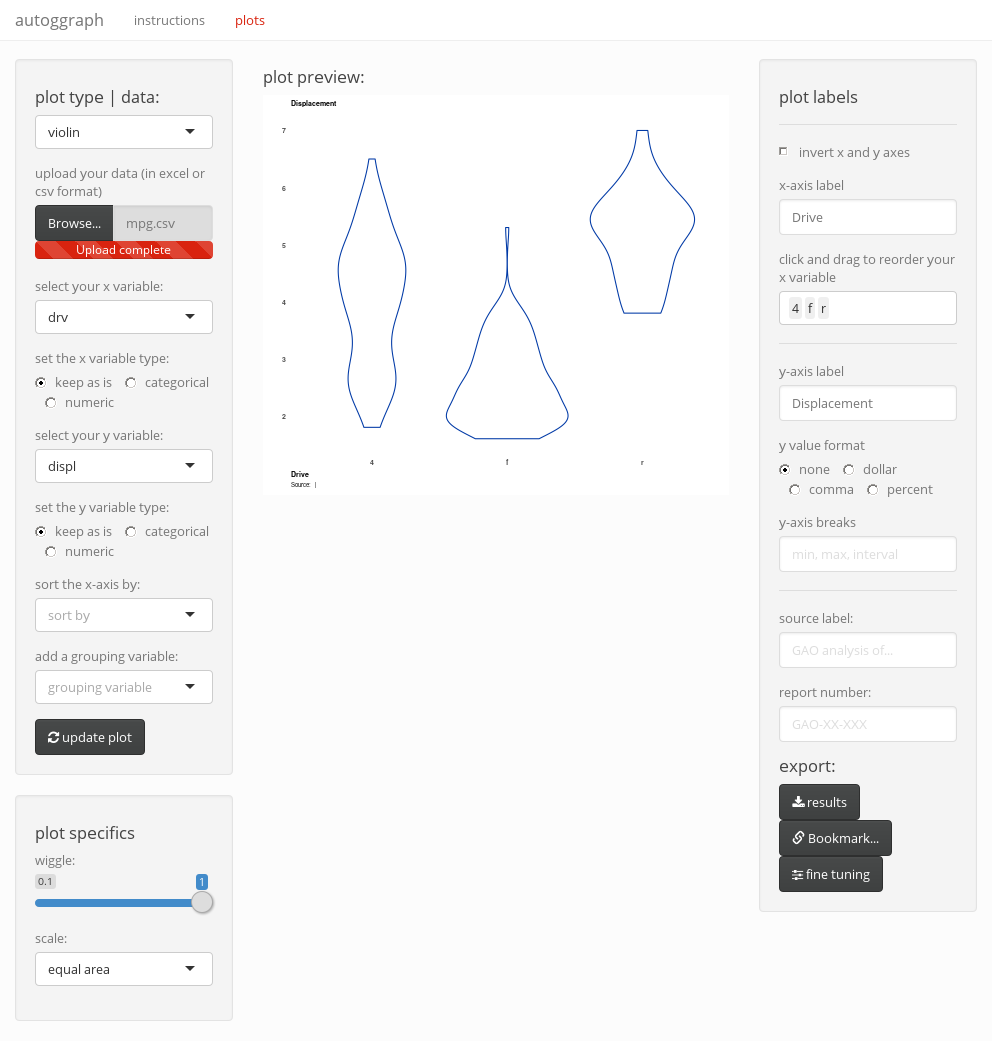 autoggraph instructions plots
plot type | data:
violin
upload your data (in excel or
csv format)
Browse... mpg.csv
Upload complete
select your x variable:
drv
set the x variable type:
keep as is categorical
numeric
select your y variable:
displ
set the y variable type:
keep as is categorical
numeric
sort the x-axis by:
sort by
add a grouping variable:
grouping variable
update plot
plot specifics
wiggle:
0.1 1
scale:
equal area
plot preview:
Displacement
7
6
5
4
3
2
4 f r
Drive
Source: |
plot labels
invert x and y axes
x-axis label
Drive
click and drag to reorder your
x variable
4 f r
y-axis label
Displacement
y value format
none dollar
comma percent
y-axis breaks
min, max, interval
source label:
GAO analysis of...
report number:
GAO-XX-XXX
export:
results
Bookmark...
fine tuning